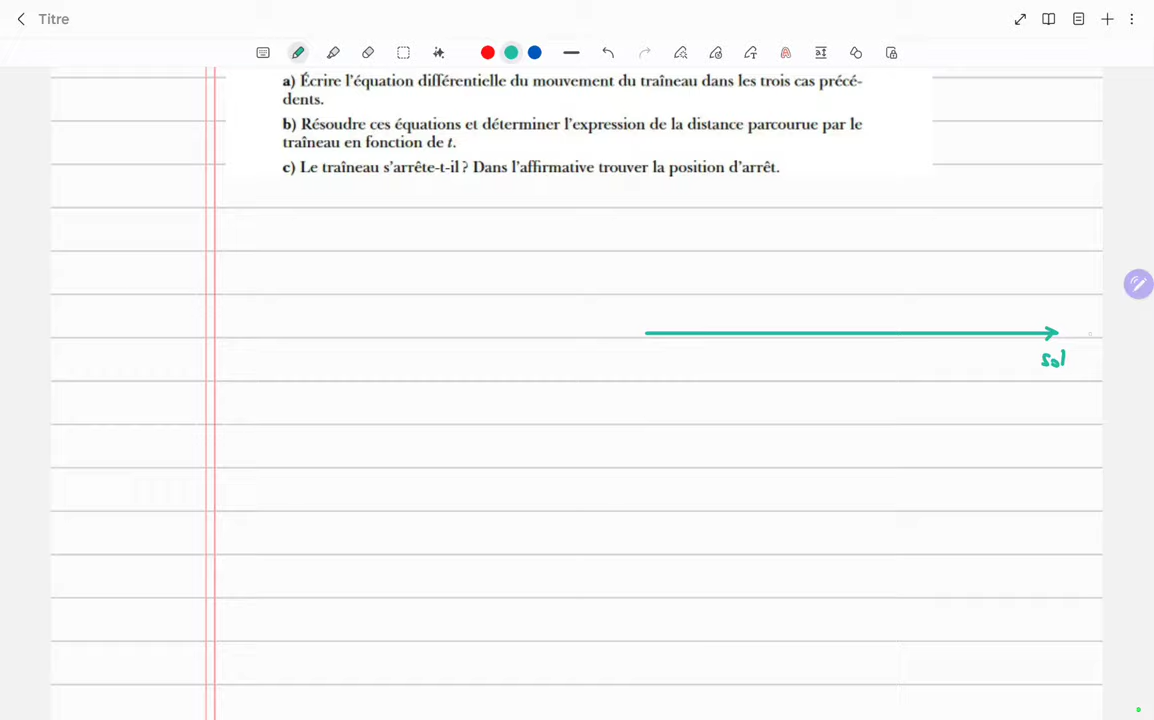 Titre
a) Écrire l'équation différentielle du mouvement du traîneau dans les trois cas précé-
dents.
b) Résoudre ces équations et déterminer l'expression de la distance parcourue par le
traîneau en fonction de t.
c) Le traîneau s'arrête-t-il ? Dans l'affirmative trouver la position d'arrêt.
sol